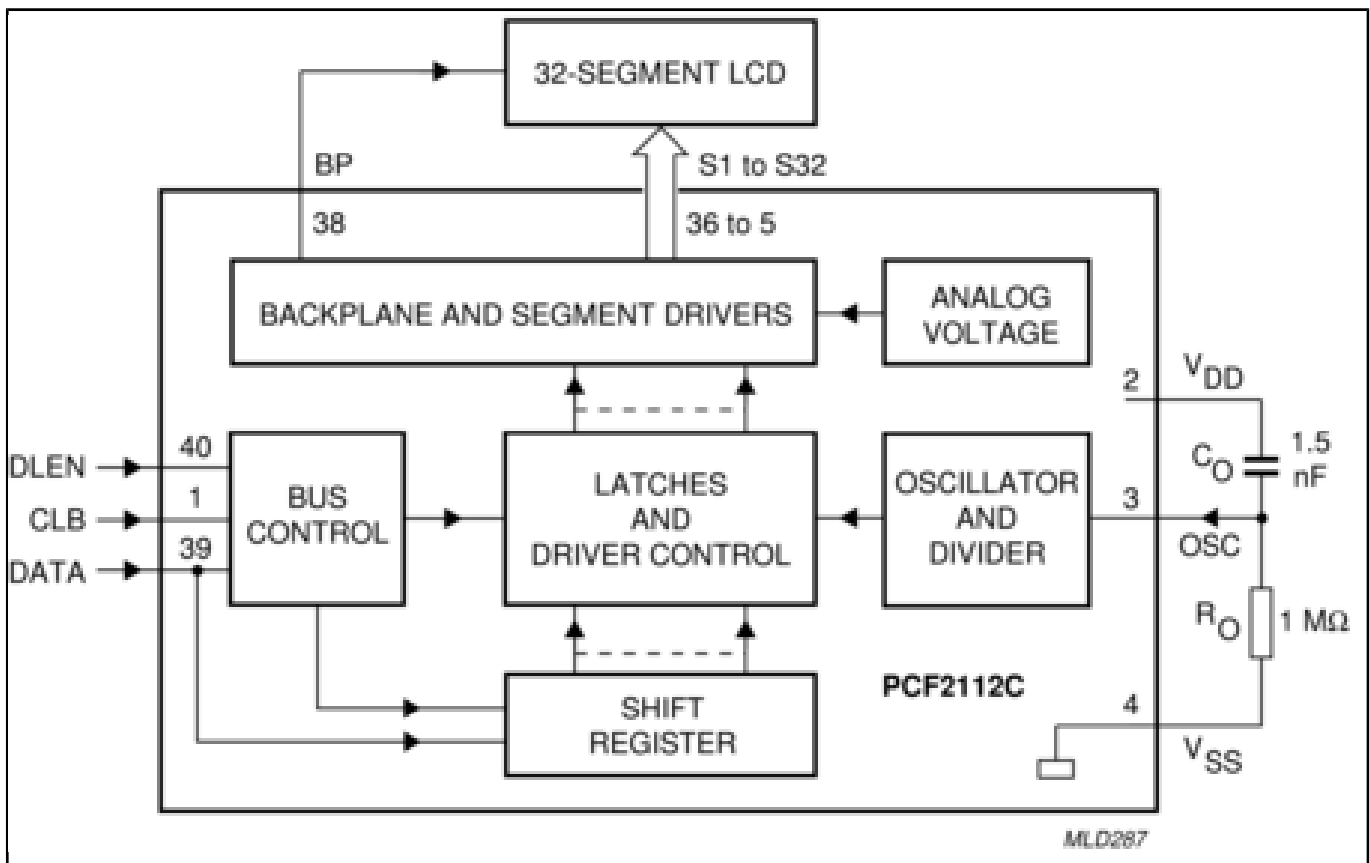 32-SEGMENT LCD
BP
S1 to S32
38
36 to 5
BACKPLANE AND SEGMENT DRIVERS
ANALOG
VOLTAGE
2
VDD
DLEN
40
CLB
1
DATA
39
BUS
CONTROL
LATCHES
AND
DRIVER CONTROL
OSCILLATOR
AND
DIVIDER
CO
1.5
nF
3
OSC
RO
1 MΩ
SHIFT
REGISTER
PCF2112C
4
VSS
MLD287